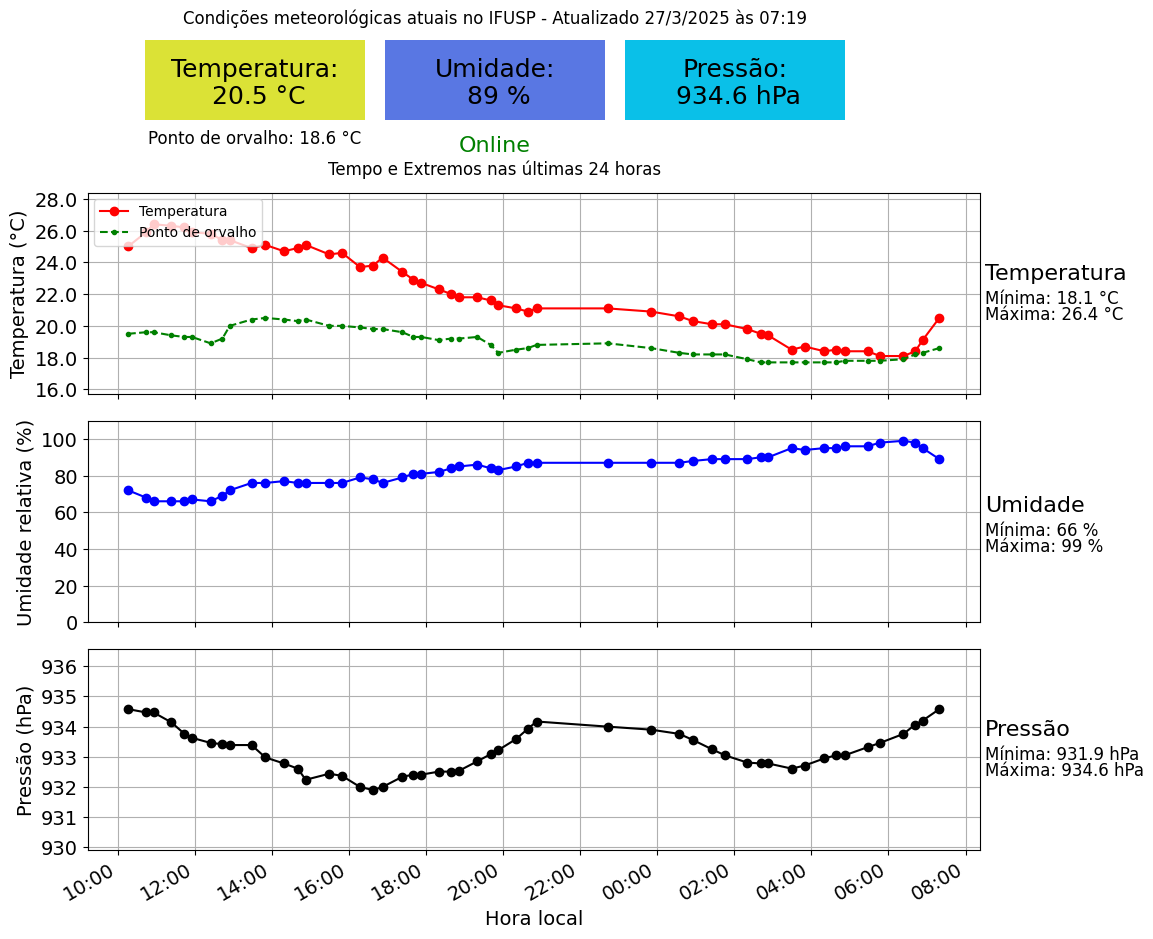 Condições meteorológicas atuais no IFUSP - Atualizado 27/3/2025 às 07:19
Temperatura:
20.5 °C
Umidade:
89 %
Pressão:
934.6 hPa
Ponto de orvalho: 18.6 °C
Online
Tempo e Extremos nas últimas 24 horas
Temperatura (°C)
28.0
26.0
24.0
22.0
20.0
18.0
16.0
Temperatura
Ponto de orvalho
Temperatura
Mínima: 18.1 °C
Máxima: 26.4 °C
Umidade relativa (%)
100
80
60
40
20
0
Umidade
Mínima: 66 %
Máxima: 99 %
Pressão (hPa)
936
935
934
933
932
931
930
Pressão
Mínima: 931.9 hPa
Máxima: 934.6 hPa
10:00
12:00
14:00
16:00
18:00
20:00
22:00
00:00
02:00
04:00
06:00
08:00
Hora local